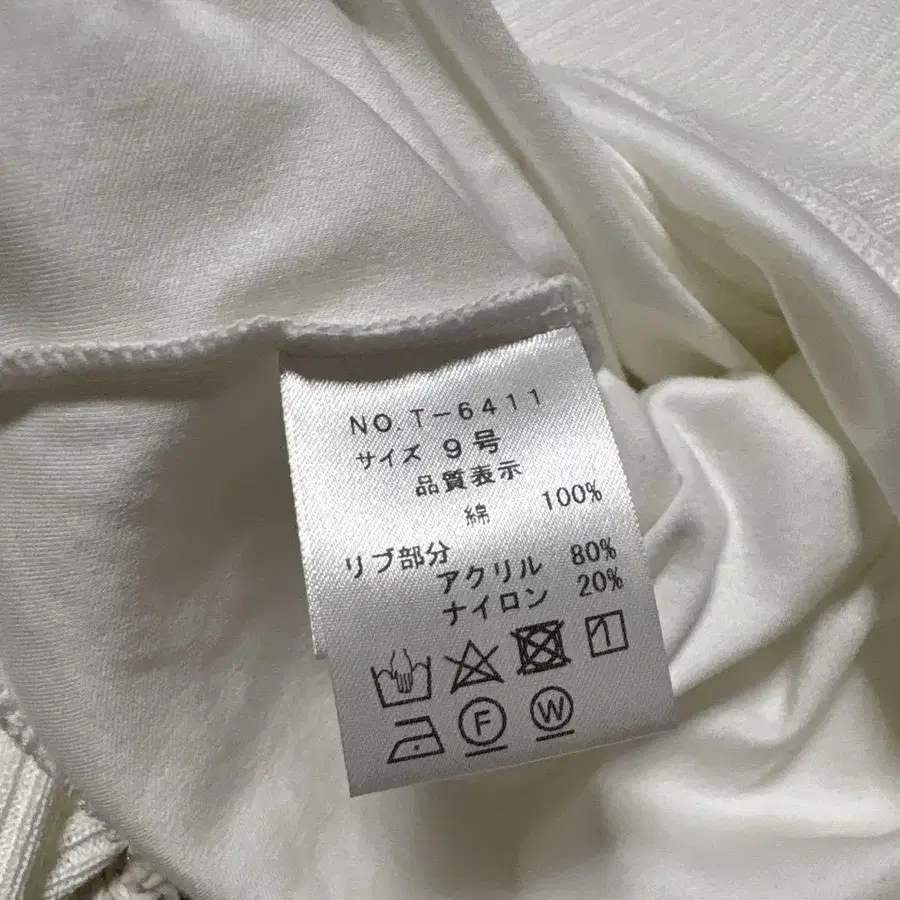 NO.T-6411
サイズ 9号
品質表示
綿 100%
リブ部分
アクリル 80%
ナイロン 20%
F W